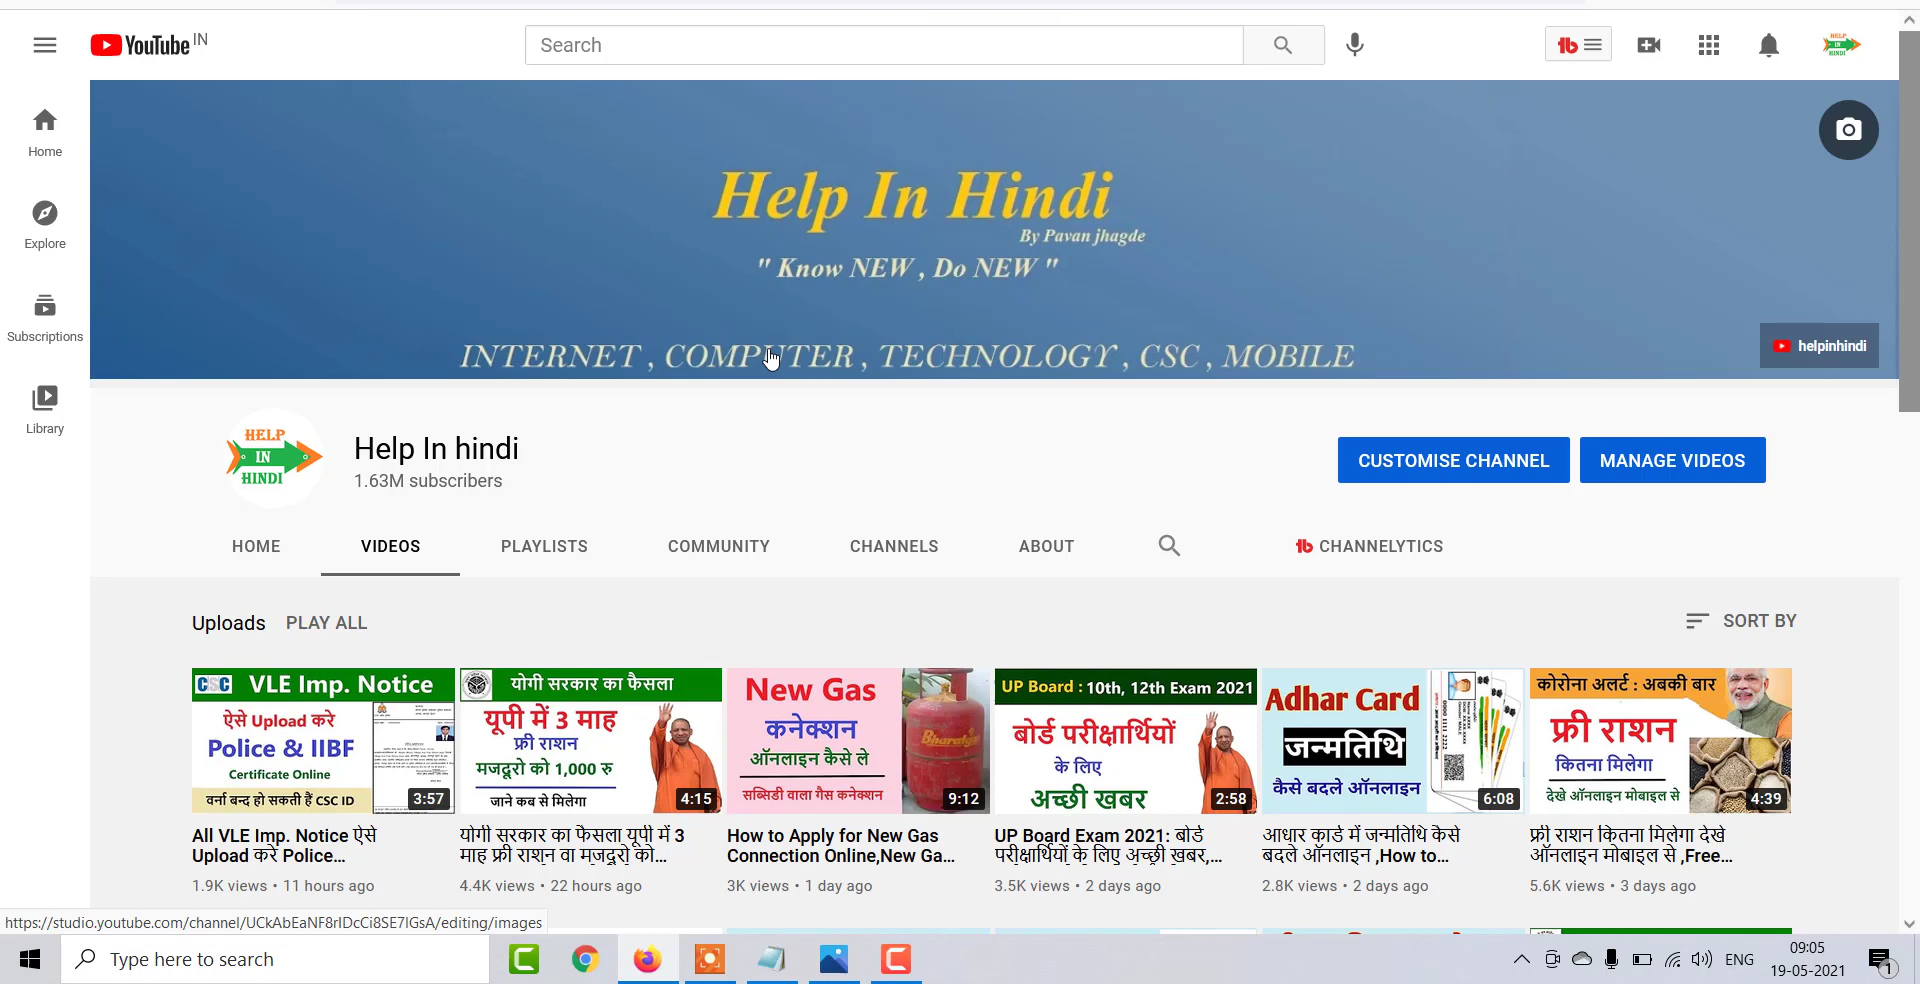 YouTube IN
Search
Home
Explore
Subscriptions
Library
Help In Hindi
By Pavan jhagde
" Know NEW , Do NEW "
INTERNET , COMPUTER , TECHNOLOGY , CSC , MOBILE
helpinhindi
HELP
IN
HINDI
Help In hindi
1.63M subscribers
CUSTOMISE CHANNEL
MANAGE VIDEOS
HOME
VIDEOS
PLAYLISTS
COMMUNITY
CHANNELS
ABOUT
CHANNELYTICS
Uploads
PLAY ALL
SORT BY
CSC VLE Imp. Notice
ऐसे Upload करे
Police & IIBF
Certificate Online
वर्ना बन्द हो सकती हैं CSC ID
3:57
All VLE Imp. Notice ऐसे
Upload करें Police...
1.9K views • 11 hours ago
योगी सरकार का फैसला
यूपी में 3 माह
फ्री राशन
मजदूरो को 1,000 रु
जाने कब से मिलेगा
4:15
योगी सरकार का फैसला यूपी में 3
माह फ्री राशन वा मजदूरो को...
4.4K views • 22 hours ago
New Gas
कनेक्शन
ऑनलाइन कैसे ले
सब्सिडी वाला गैस कनेक्शन
9:12
How to Apply for New Gas
Connection Online,New Ga...
3K views • 1 day ago
UP Board : 10th, 12th Exam 2021
बोर्ड परीक्षार्थियों
के लिए
अच्छी खबर
2:58
UP Board Exam 2021: बोर्ड
परीक्षार्थियों के लिए अच्छी खबर,...
3.5K views • 2 days ago
Adhar Card
जन्मतिथि
कैसे बदले ऑनलाइन
6:08
आधार कार्ड में जन्मतिथि कैसे
बदले ऑनलाइन ,How to...
2.8K views • 2 days ago
कोरोना अलर्ट : अबकी बार
फ्री राशन
कितना मिलेगा
देखे ऑनलाइन मोबाइल से
4:39
फ्री राशन कितना मिलेगा देखे
ऑनलाइन मोबाइल से ,Free...
5.6K views • 3 days ago
https://studio.youtube.com/channel/UCkAbEaNF8rIDcCi8SE7IGsA/editing/images
Type here to search
ENG
09:05
19-05-2021
1